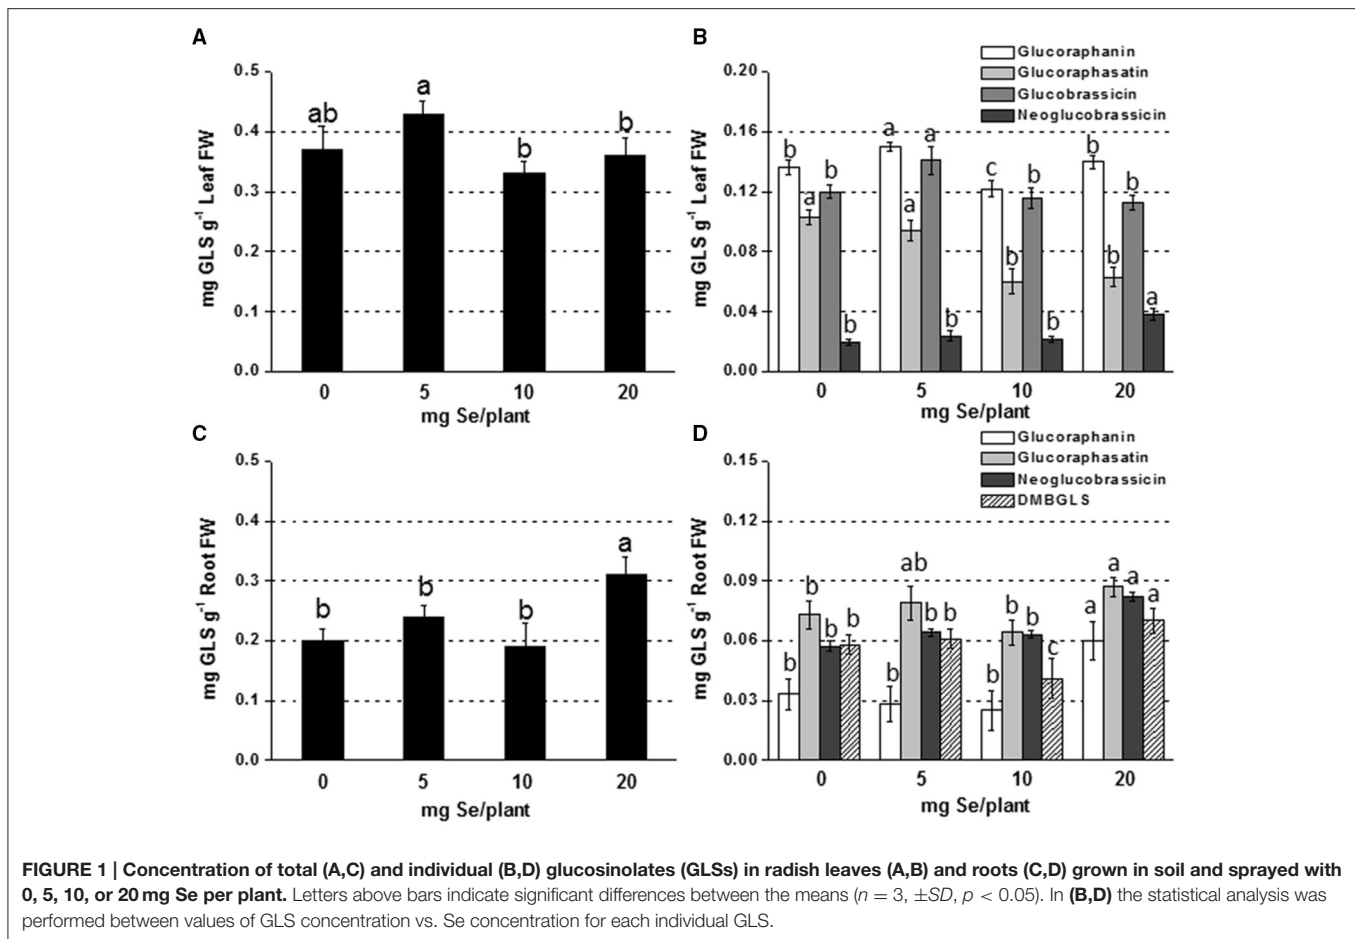 A
0.5
0.4
0.3
0.2
0.1
0.0
mg GLS g-1 Leaf FW
ab
a
b
b
0
5
10
20
mg Se/plant
B
Glucoraphanin
Glucoraphasatin
Glucobrassicin
Neoglucobrassicin
0.20
0.16
0.12
0.08
0.04
0.00
mg GLS g-1 Leaf FW
b
a
b
b
a
a
a
b
c
b
b
b
b
b
b
a
0
5
10
20
mg Se/plant
C
0.5
0.4
0.3
0.2
0.1
0.0
mg GLS g-1 Root FW
b
b
b
a
0
5
10
20
mg Se/plant
D
Glucoraphanin
Glucoraphasatin
Neoglucobrassicin
DMBGLS
0.15
0.12
0.09
0.06
0.03
0.00
mg GLS g-1 Root FW
b
b
b
b
b
ab
b
b
b
b
b
c
a
a
a
a
0
5
10
20
mg Se/plant
FIGURE 1 | Concentration of total (A,C) and individual (B,D) glucosinolates (GLSs) in radish leaves (A,B) and roots (C,D) grown in soil and sprayed with
0, 5, 10, or 20 mg Se per plant. Letters above bars indicate significant differences between the means (n = 3, ±SD, p < 0.05). In (B,D) the statistical analysis was
performed between values of GLS concentration vs. Se concentration for each individual GLS.